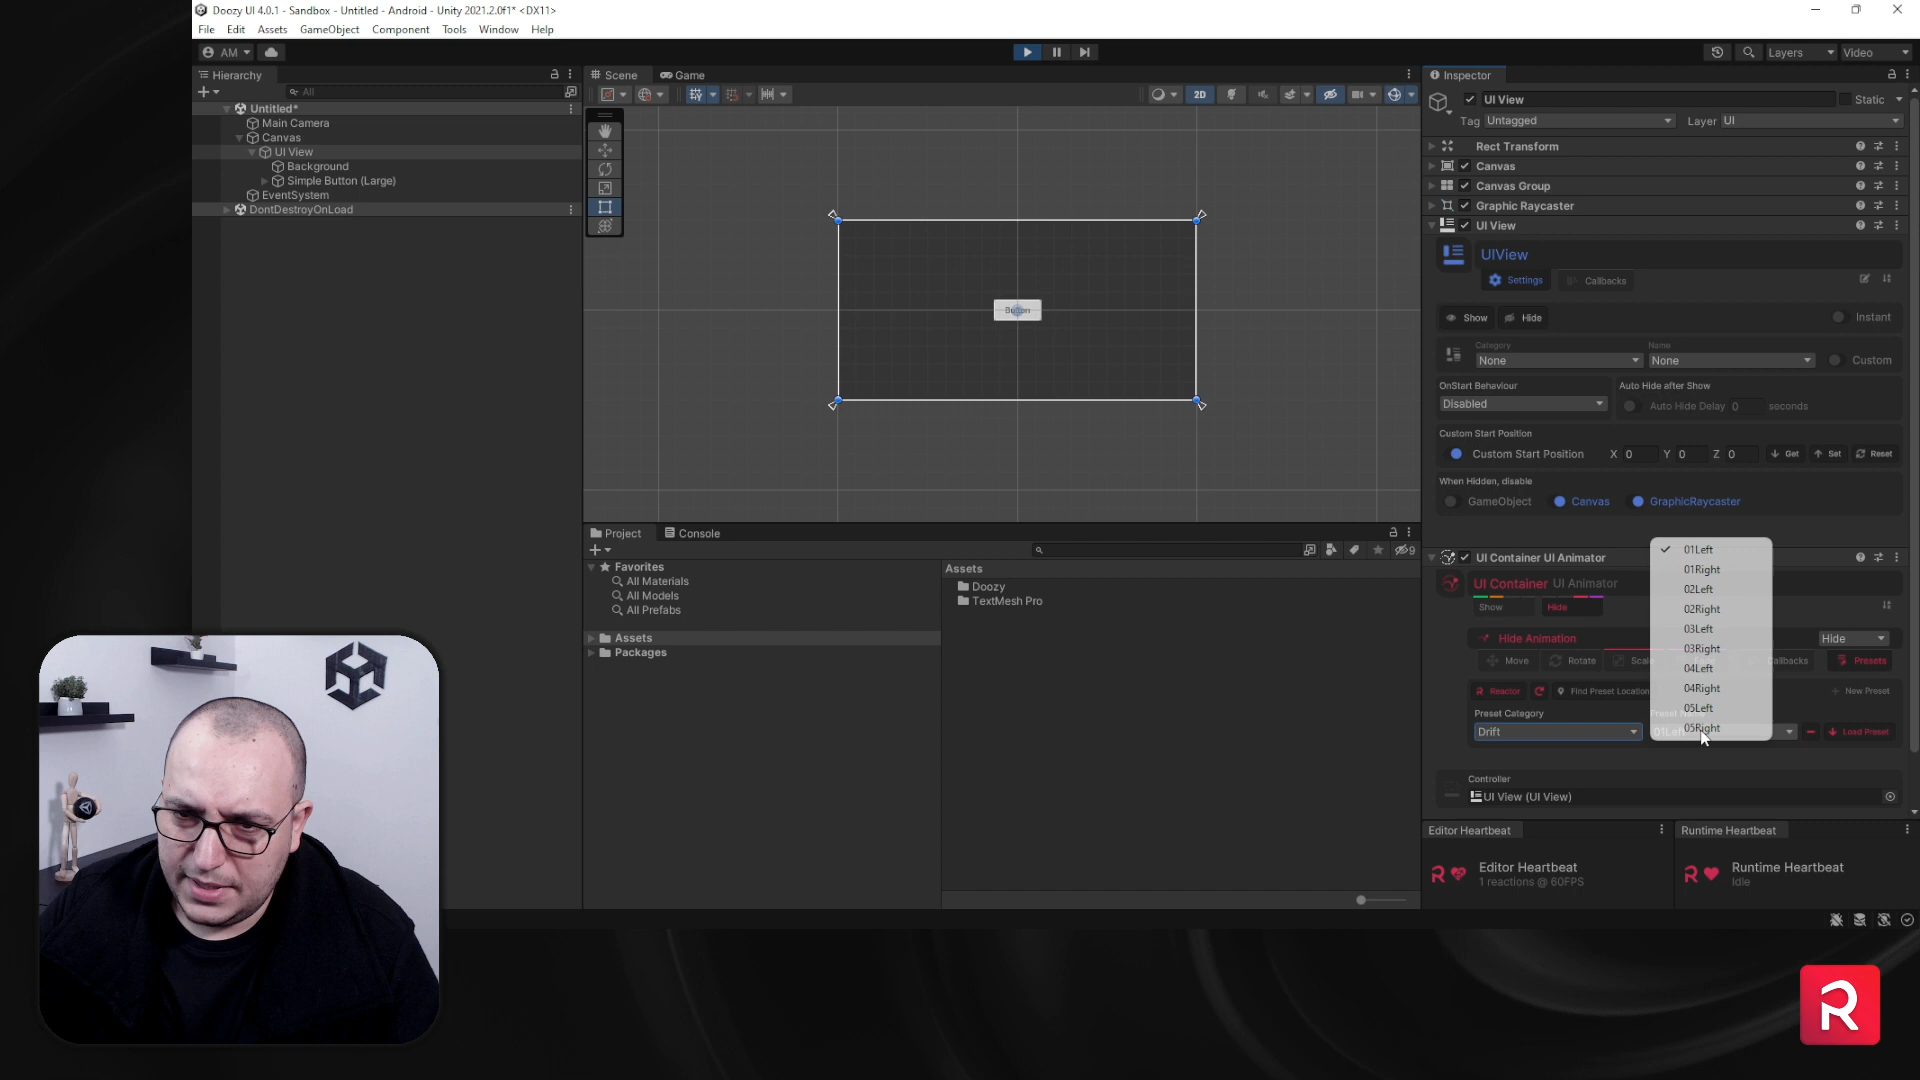 Doozy UI 4.0.1 - Sandbox - Untitled - Android - Unity 2021.2.0f1* <DX11>
File Edit Assets GameObject Component Tools Window Help
AM
Layers Video
Hierarchy
All
Untitled*
Main Camera
Canvas
UI View
Background
Simple Button (Large)
EventSystem
DontDestroyOnLoad
Scene Game
2D
Button
Project Console
9
Favorites
All Materials
All Models
All Prefabs
Assets
Packages
Assets
Doozy
TextMesh Pro
Inspector
UI View Static
Tag Untagged Layer UI
Rect Transform
Canvas
Canvas Group
Graphic Raycaster
UI View
UIView
Settings Callbacks
Show Hide Instant
Category Name
None None Custom
OnStart Behaviour Auto Hide after Show
Disabled Auto Hide Delay 0 seconds
Custom Start Position
Custom Start Position X 0 Y 0 Z 0 Get Set Reset
When Hidden, disable
GameObject Canvas GraphicRaycaster
UI Container UI Animator
UI Container UI Animator
Show Hide
Hide Animation Hide
Move Rotate Scale Callbacks Presets
Reactor Find Preset Location New Preset
Preset Category Preset Name
Drift 01Left Load Preset
01Left
01Right
02Left
02Right
03Left
03Right
04Left
04Right
05Left
05Right
Controller
UI View (UI View)
Editor Heartbeat Runtime Heartbeat
R Editor Heartbeat
1 reactions @ 60FPS
R Runtime Heartbeat
Idle
R